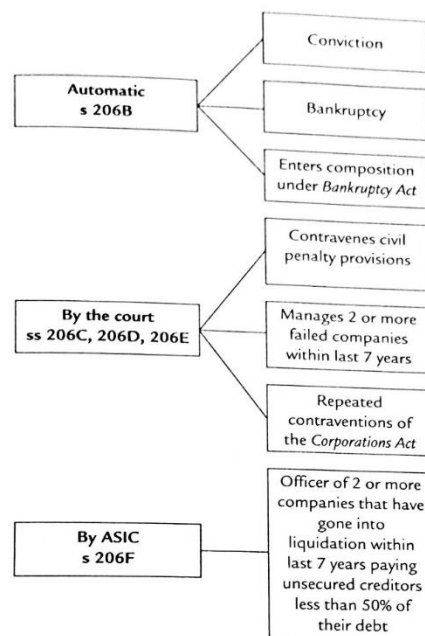 Automatic
s 206B
Conviction
Bankruptcy
Enters composition
under Bankruptcy Act
By the court
ss 206C, 206D, 206E
Contravenes civil
penalty provisions
Manages 2 or more
failed companies
within last 7 years
Repeated
contraventions of
the Corporations Act
By ASIC
s 206F
Officer of 2 or more
companies that have
gone into
liquidation within
last 7 years paying
unsecured creditors
less than 50% of
their debt